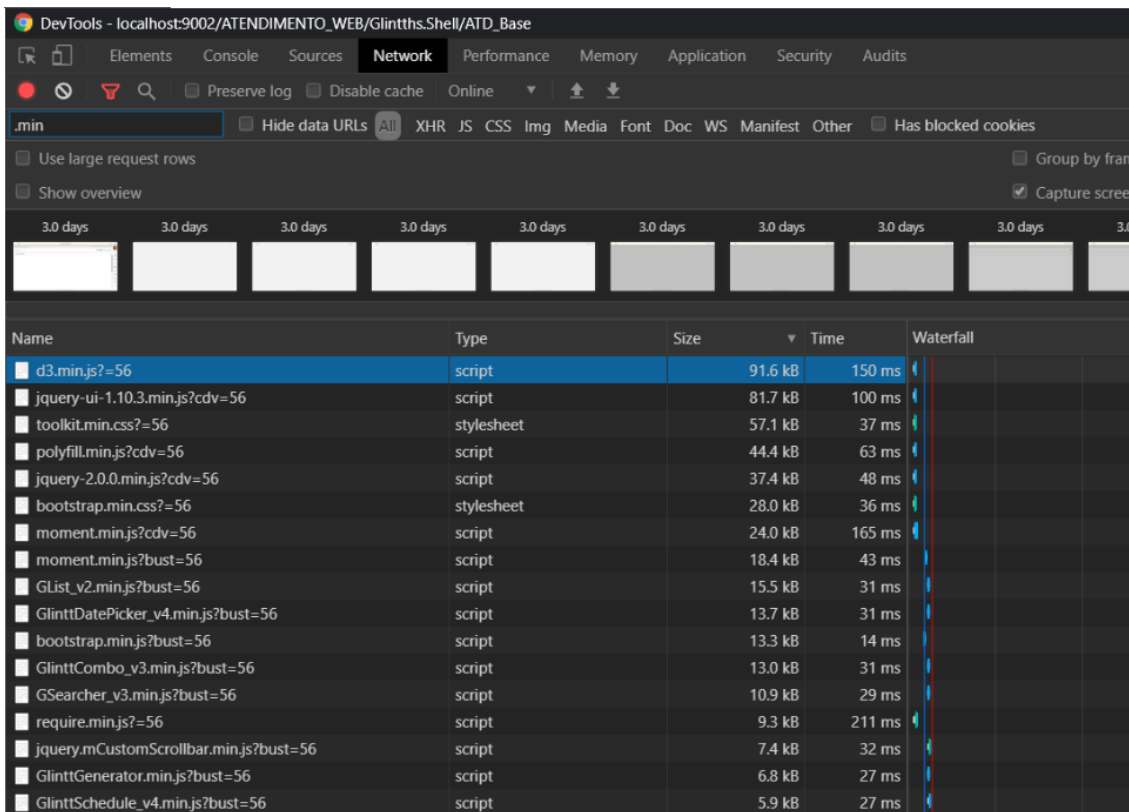 DevTools - localhost:9002/ATENDIMENTO_WEB/Glintths.Shell/ATD_Base
Elements Console Sources Network Performance Memory Application Security Audits
Preserve log Disable cache Online
.min Hide data URLs All XHR JS CSS Img Media Font Doc WS Manifest Other Has blocked cookies
Use large request rows Group by fran
Show overview Capture scree
3.0 days 3.0 days 3.0 days 3.0 days 3.0 days 3.0 days 3.0 days 3.0 days 3.0 days 3.0
Name Type Size Time Waterfall
d3.min.js?=56 script 91.6 kB 150 ms
jquery-ui-1.10.3.min.js?cdv=56 script 81.7 kB 100 ms
toolkit.min.css?=56 stylesheet 57.1 kB 37 ms
polyfill.min.js?cdv=56 script 44.4 kB 63 ms
jquery-2.0.0.min.js?cdv=56 script 37.4 kB 48 ms
bootstrap.min.css?=56 stylesheet 28.0 kB 36 ms
moment.min.js?cdv=56 script 24.0 kB 165 ms
moment.min.js?bust=56 script 18.4 kB 43 ms
GList_v2.min.js?bust=56 script 15.5 kB 31 ms
GlinttDatePicker_v4.min.js?bust=56 script 13.7 kB 31 ms
bootstrap.min.js?bust=56 script 13.3 kB 14 ms
GlinttCombo_v3.min.js?bust=56 script 13.0 kB 31 ms
GSearcher_v3.min.js?bust=56 script 10.9 kB 29 ms
require.min.js?=56 script 9.3 kB 211 ms
jquery.mCustomScrollbar.min.js?bust=56 script 7.4 kB 32 ms
GlinttGenerator.min.js?bust=56 script 6.8 kB 27 ms
GlinttSchedule_v4.min.js?bust=56 script 5.9 kB 27 ms